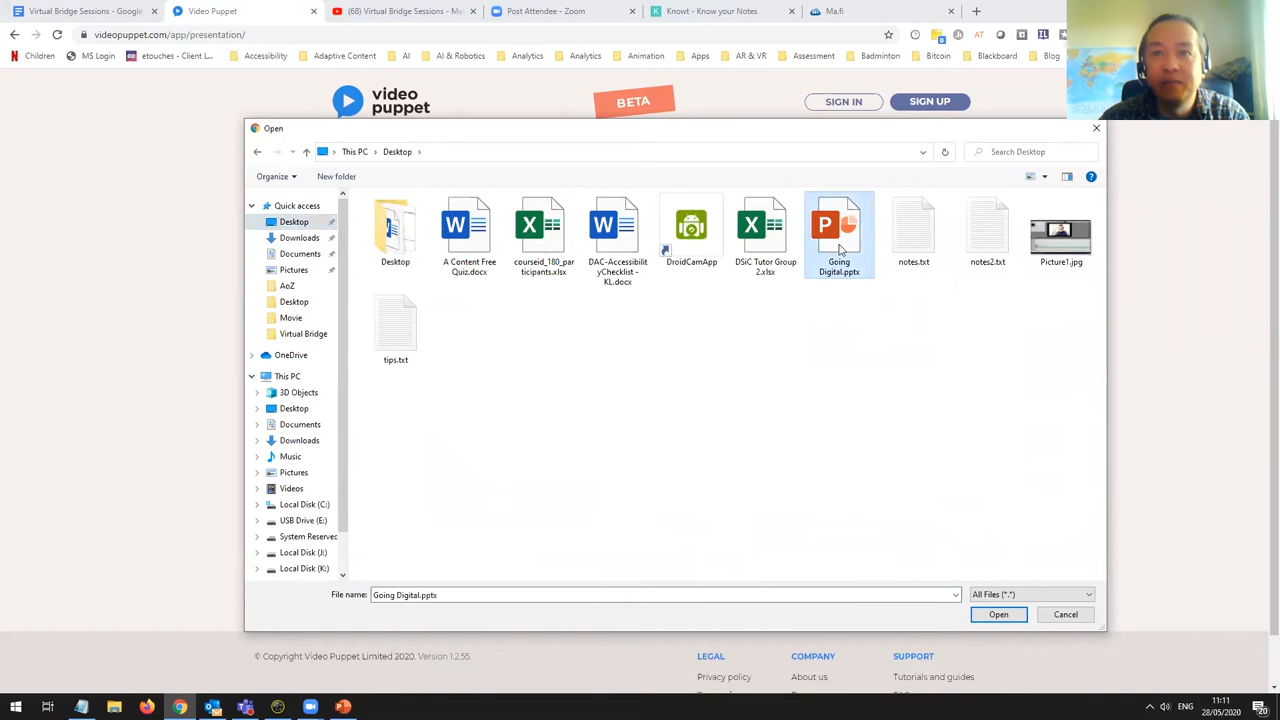 Virtual Bridge Sessions - Google
Video Puppet
(68) Virtual Bridge Sessions - Ma
Post Attendee - Zoom
Knowt - Know your Notes
Ma.fi
videopuppet.com/app/presentation/
Children
MS Login
etouches - Client L...
Accessibility
Adaptive Content
AI
AI & Robotics
Analytics
Analytics
Animation
Apps
AR & VR
Assessment
Badminton
Bitcoin
Blackboard
Blog
video
puppet
BETA
SIGN IN
SIGN UP
Open
This PC
Desktop
Search Desktop
Organize
New folder
Quick access
Desktop
Downloads
Documents
Pictures
AoZ
Desktop
Movie
Virtual Bridge
OneDrive
This PC
3D Objects
Desktop
Documents
Downloads
Music
Pictures
Videos
Local Disk (C:)
USB Drive (E:)
System Reserved
Local Disk (J:)
Local Disk (K:)
Desktop
A Content Free
Quiz.docx
courseid_180_par
ticipants.xlsx
DAC-Accessibil
ityChecklist -
KL.docx
DroidCamApp
DSiC Tutor Group
2.xlsx
Going
Digital.pptx
notes.txt
notes2.txt
Picture1.jpg
tips.txt
File name:
Going Digital.pptx
All Files (*.*)
Open
Cancel
© Copyright Video Puppet Limited 2020. Version 1.2.55.
LEGAL
COMPANY
SUPPORT
Privacy policy
About us
Tutorials and guides
ENG
11:11
28/05/2020
20